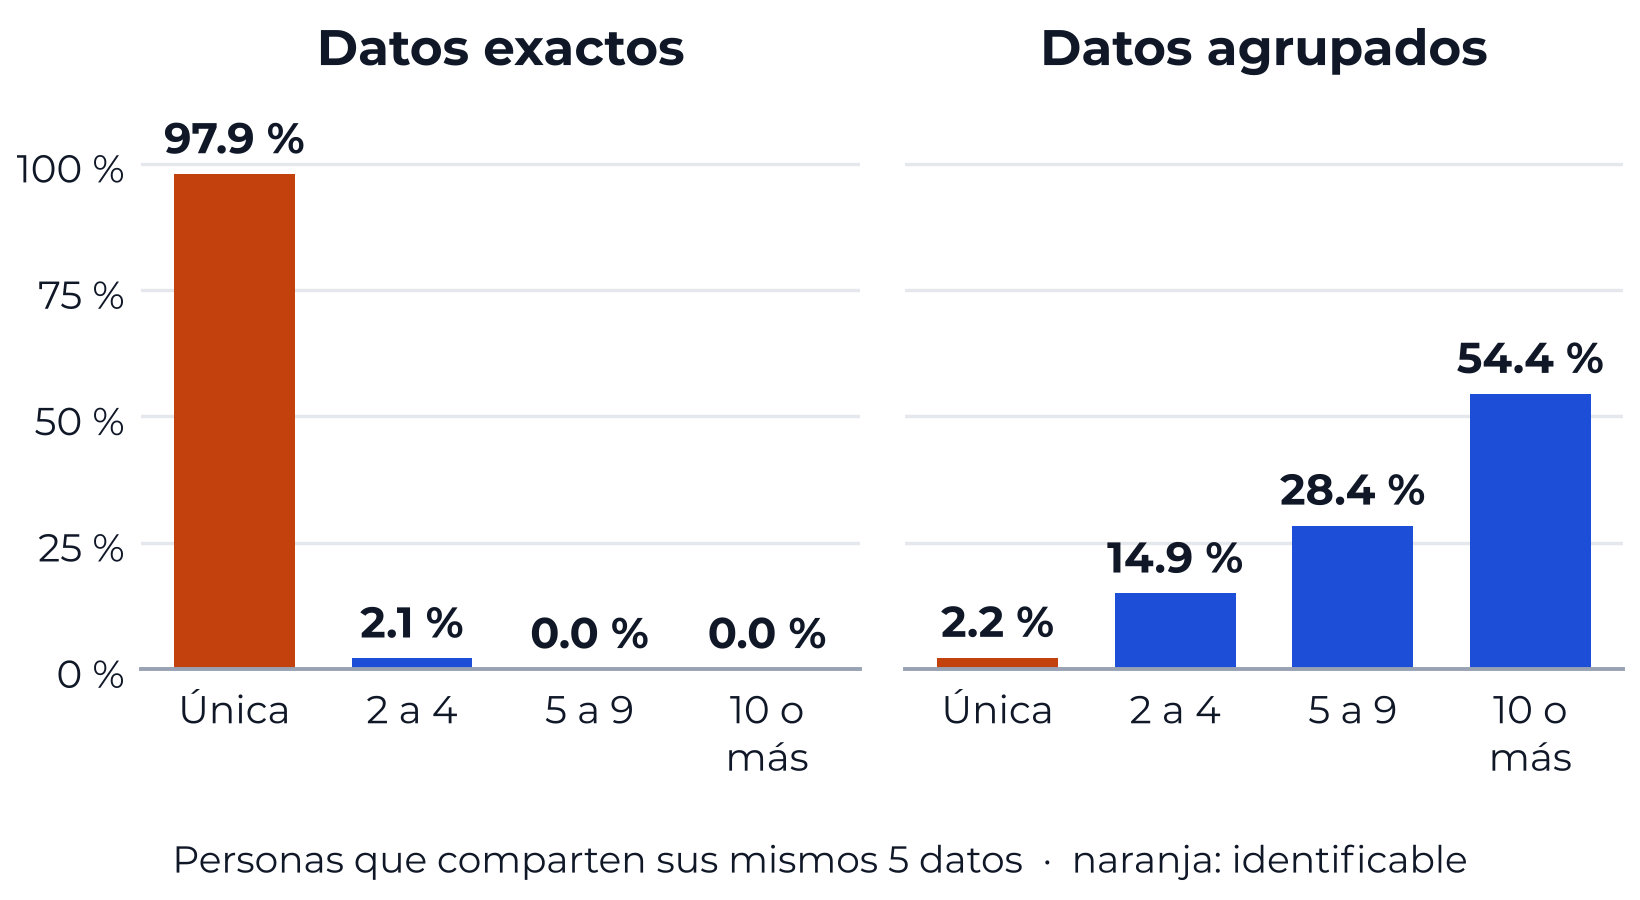 Datos exactos
Datos agrupados
97.9 %
100 %
75 %
50 %
25 %
0 %
2.1 %
0.0 %
0.0 %
Única
2 a 4
5 a 9
10 o
más
54.4 %
28.4 %
14.9 %
2.2 %
Única
2 a 4
5 a 9
10 o
más
Personas que comparten sus mismos 5 datos · naranja: identificable